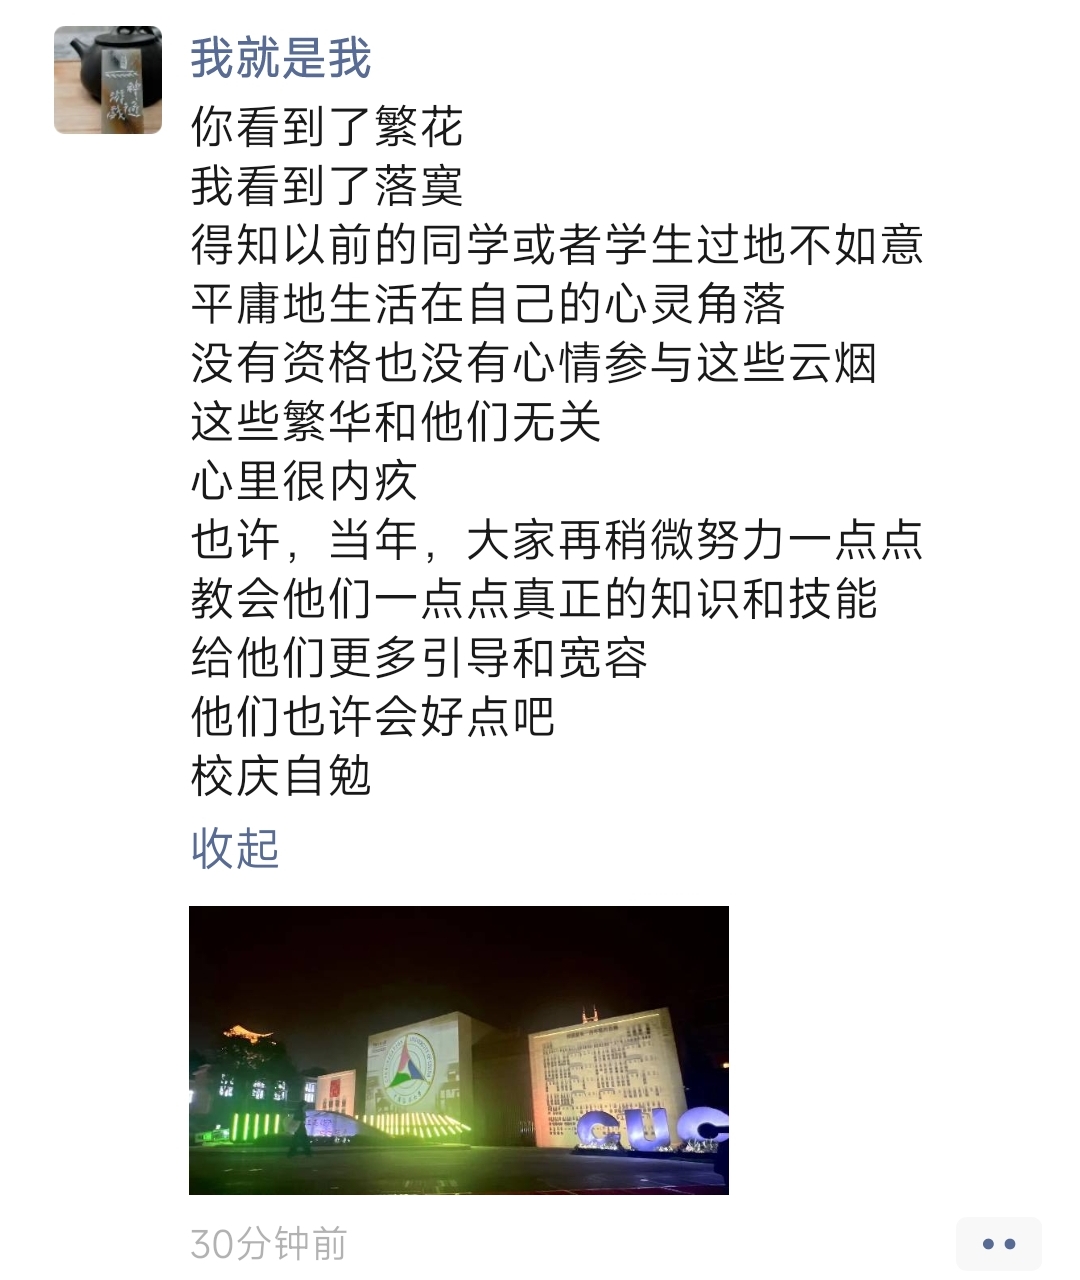 我就是我
你看到了繁花
我看到了落寞
得知以前的同学或者学生过地不如意
平庸地生活在自己的心灵角落
没有资格也没有心情参与这些云烟
这些繁华和他们无关
心里很内疚
也许，当年，大家再稍微努力一点点
教会他们一点点真正的知识和技能
给他们更多引导和宽容
他们也许会好点吧
校庆自勉
收起
CUC
30分钟前